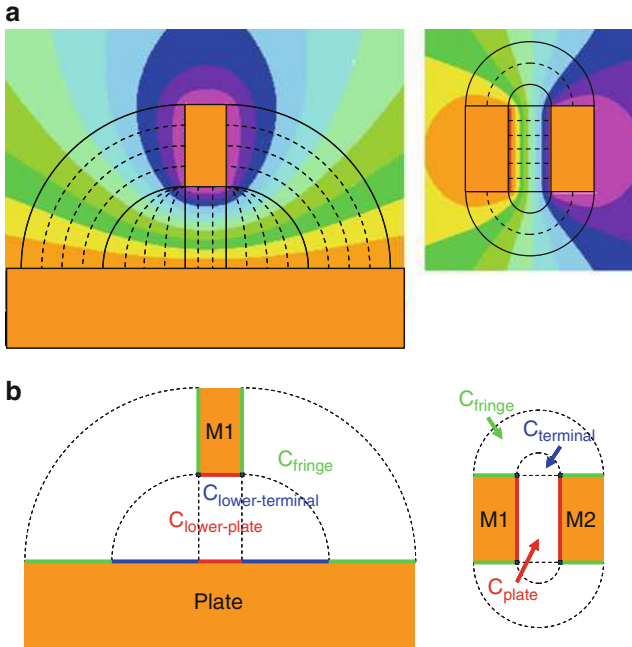 a
b
M1
C_fringe
C_lower-terminal
C_lower-plate
Plate
C_fringe
C_terminal
M1
M2
C_plate